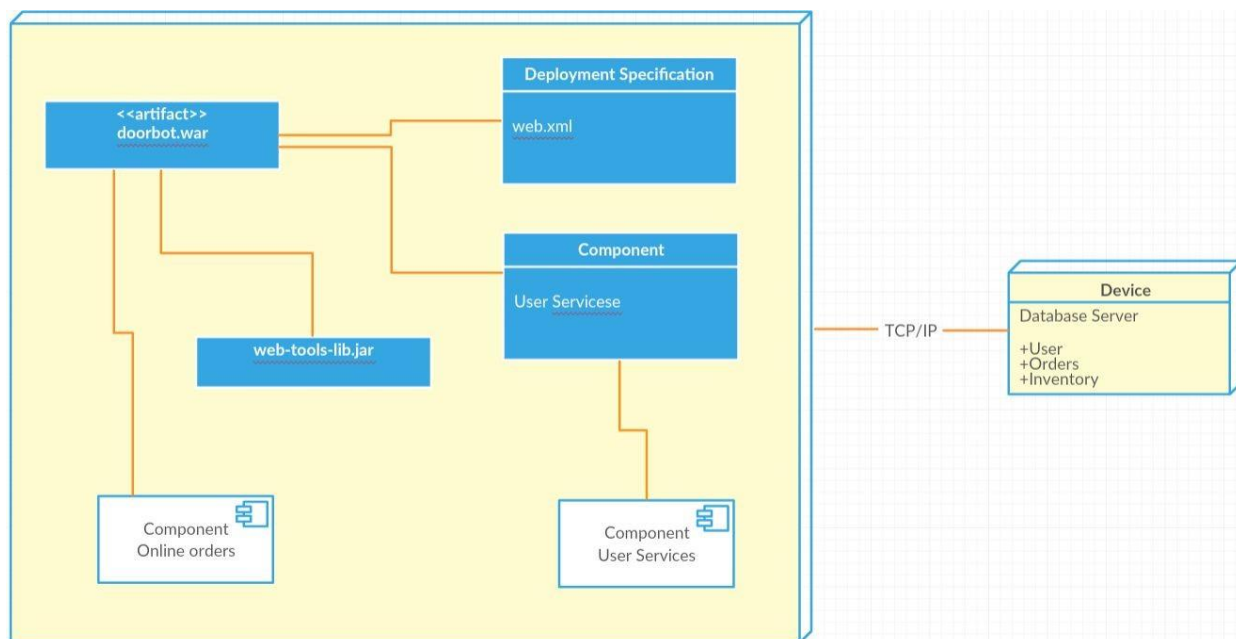 <<artifact>>
doorbot.war
Deployment Specification
web.xml
Component
User Servicese
web-tools-lib.jar
Component
Online orders
Component
User Services
TCP/IP
Device
Database Server
+User
+Orders
+Inventory